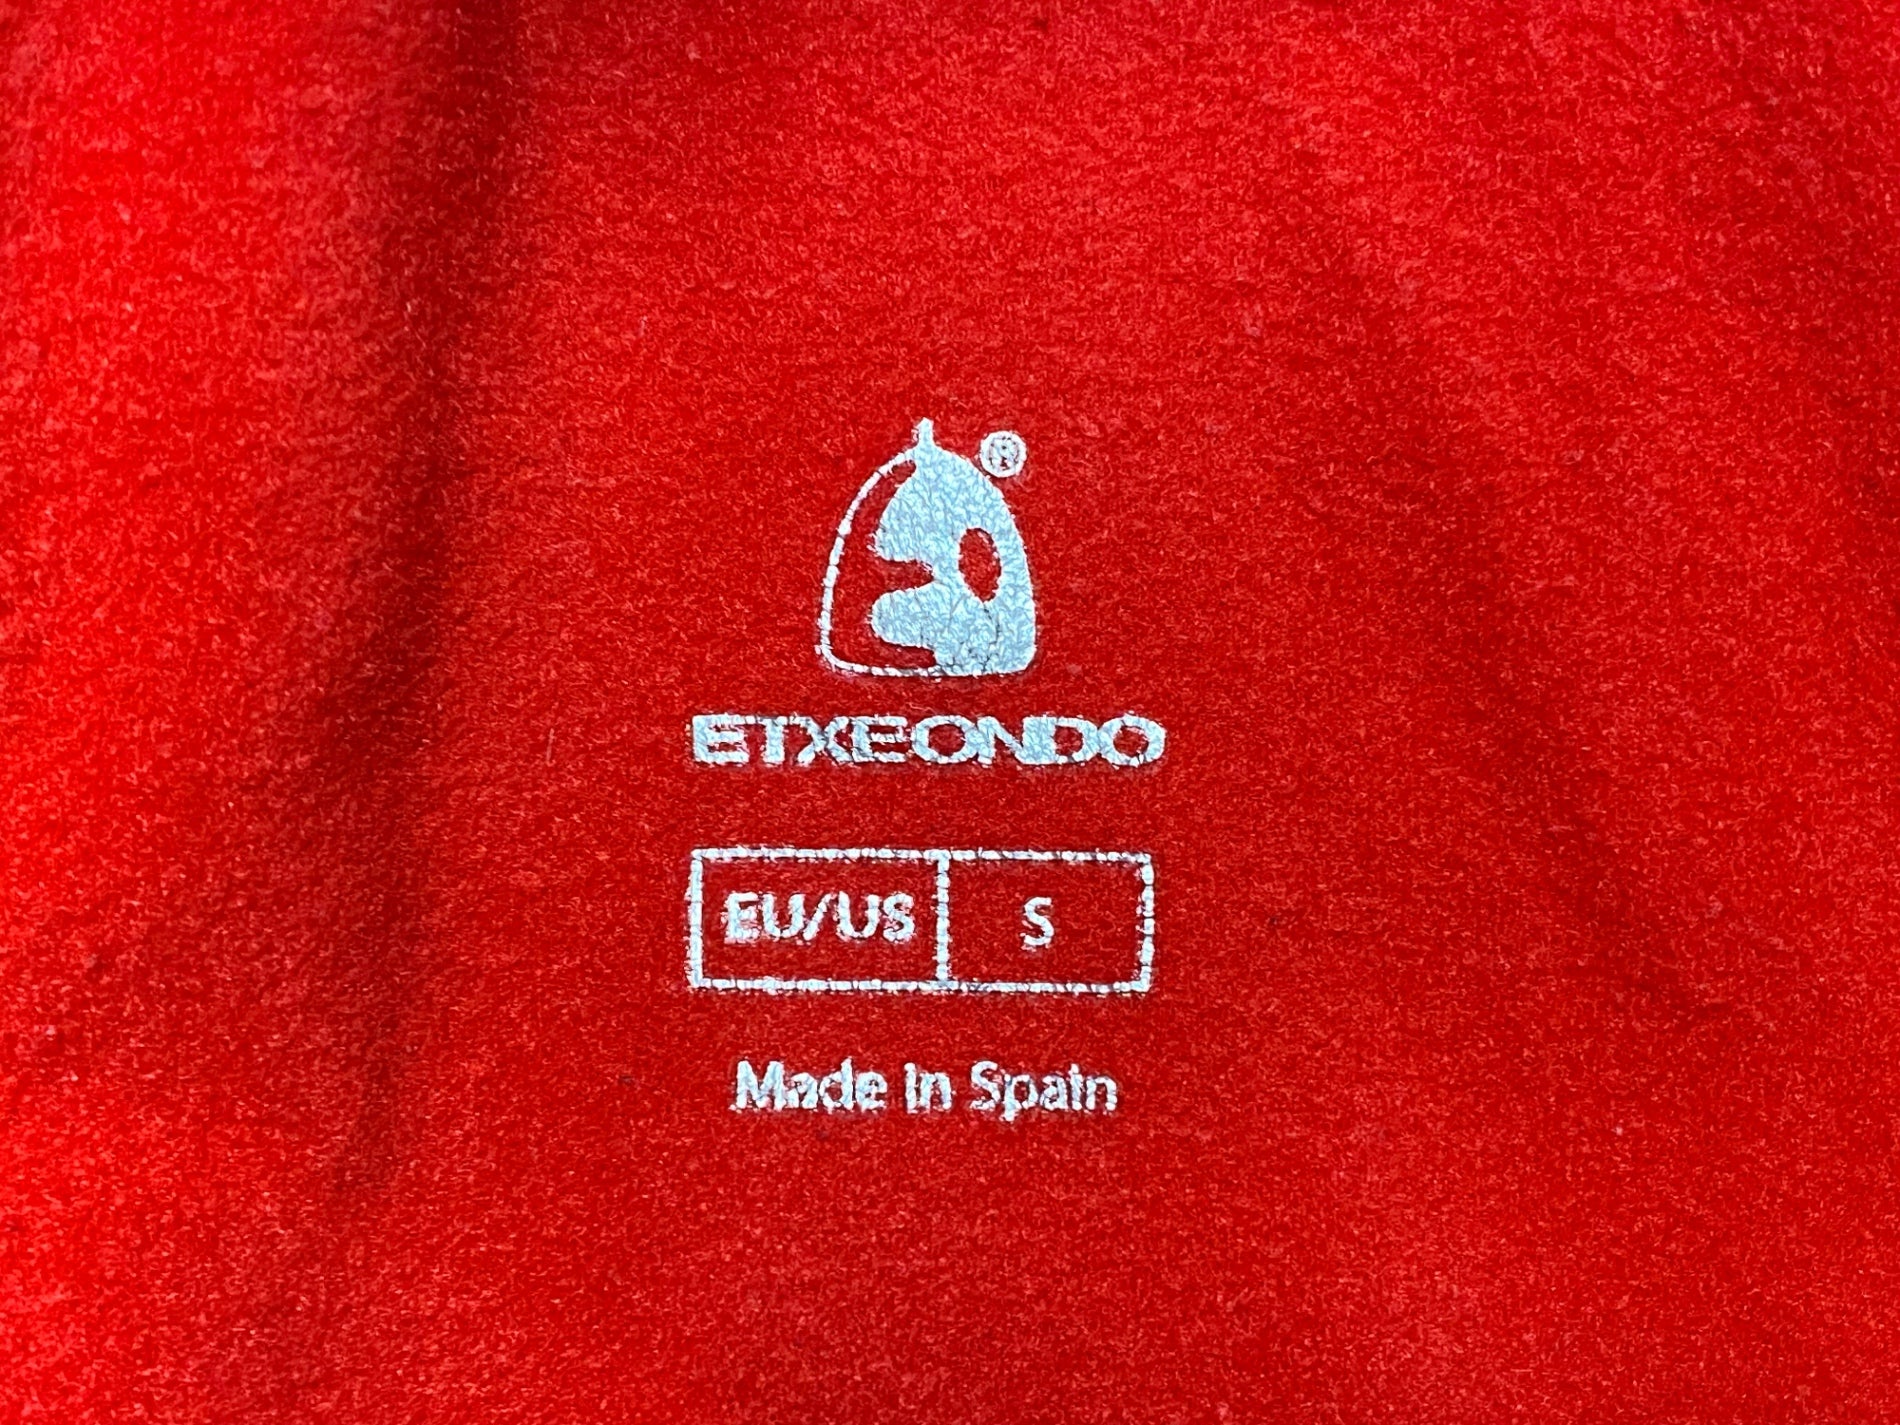 ®
ETXEONDO
EU/US S
Made in Spain